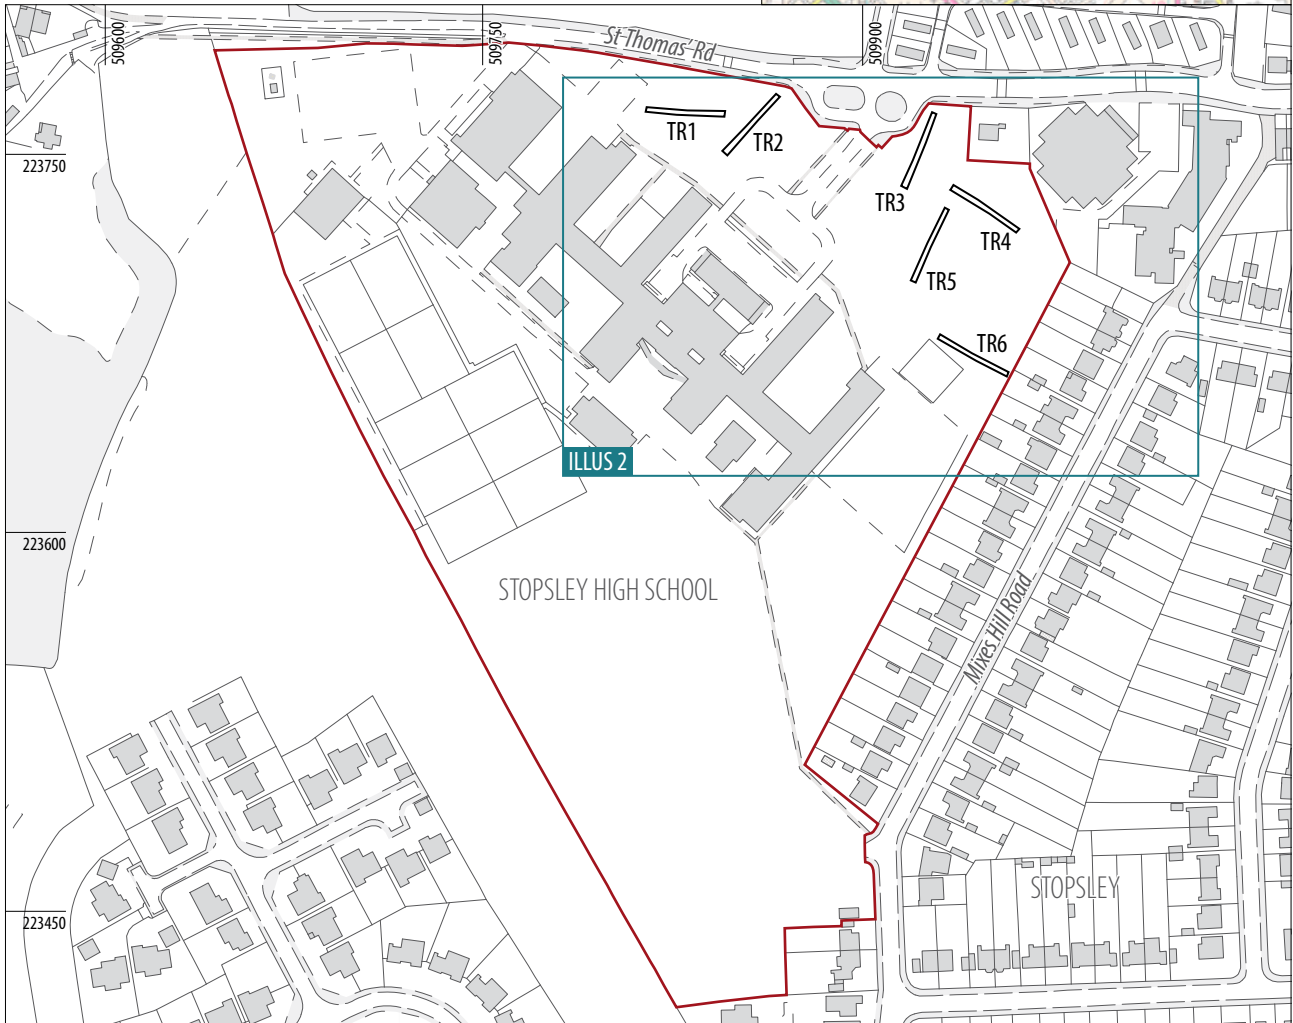 509600
509750
509900
St Thomas' Rd
223750
TR1
TR2
TR3
TR4
TR5
TR6
ILLUS 2
223600
STOPSLEY HIGH SCHOOL
Mixes Hill Road
STOPSLEY
223450